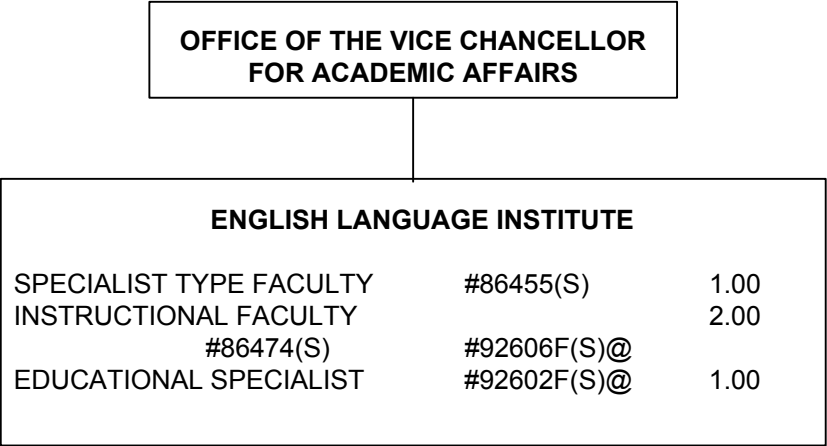 OFFICE OF THE VICE CHANCELLOR
FOR ACADEMIC AFFAIRS
ENGLISH LANGUAGE INSTITUTE
SPECIALIST TYPE FACULTY #86455(S) 1.00
INSTRUCTIONAL FACULTY 2.00
#86474(S) #92606F(S)@
EDUCATIONAL SPECIALIST #92602F(S)@ 1.00